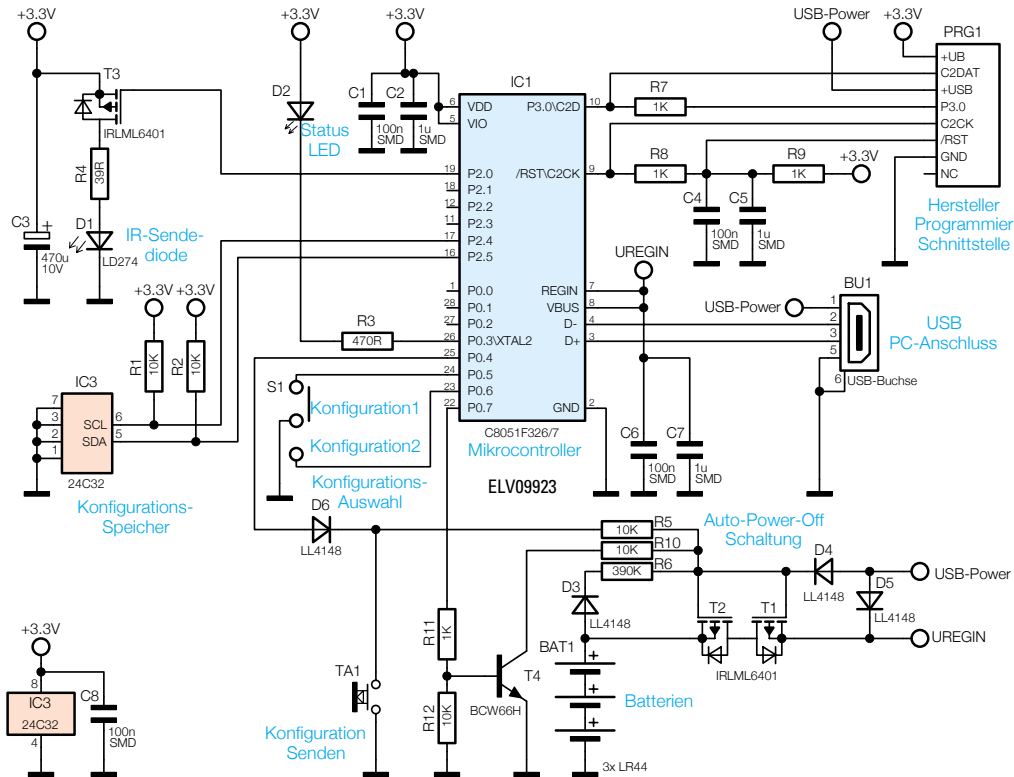 +3.3V
+3.3V
+3.3V
USB-Power
+3.3V
PRG1
T3
IRLML6401
R4
39R
C3
+
470u
10V
D1
LD274
IR-Sende-
diode
D2
Status
LED
C1
100n
SMD
C2
1u
SMD
IC1
6
VDD
5
VIO
19
P2.0
18
P2.1
12
P2.2
11
P2.3
17
P2.4
16
P2.5
1
P0.0
28
P0.1
27
P0.2
26
P0.3\XTAL2
25
P0.4
24
P0.5
23
P0.6
22
P0.7
P3.0\C2D
10
/RST\C2CK
9
REGIN
7
VBUS
8
D-
4
D+
3
GND
2
C8051F326/7
Mikrocontroller
ELV09923
R7
1K
R8
1K
R9
1K
+3.3V
C4
100n
SMD
C5
1u
SMD
+UB
C2DAT
+USB
P3.0
C2CK
/RST
GND
NC
Hersteller
Programmier
Schnittstelle
UREGIN
USB-Power
BU1
1
2
3
5
6
USB-Buchse
USB
PC-Anschluss
C6
100n
SMD
C7
1u
SMD
+3.3V
+3.3V
R1
10K
R2
10K
IC3
7
3
2
1
SCL
6
SDA
5
24C32
Konfigurations-
Speicher
R3
470R
S1
Konfiguration1
Konfiguration2
Konfigurations-
Auswahl
D6
LL4148
R5
10K
R10
10K
R6
390K
Auto-Power-Off
Schaltung
D3
LL4148
D4
LL4148
D5
LL4148
USB-Power
UREGIN
T2
T1
IRLML6401
BAT1
+
+
+
Batterien
3x LR44
R11
1K
R12
10K
T4
BCW66H
TA1
Konfiguration
Senden
+3.3V
8
IC3
24C32
4
C8
100n
SMD